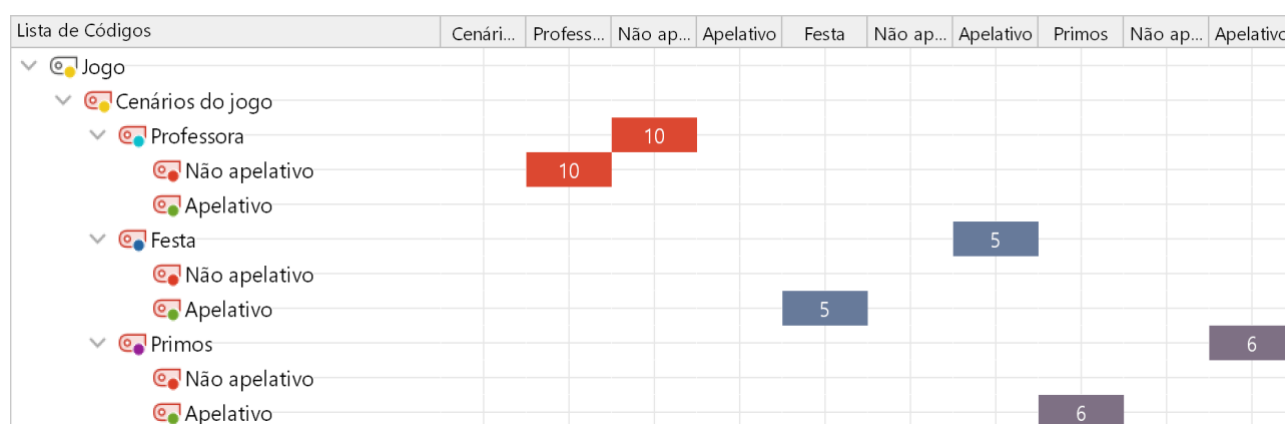 Lista de Códigos Cenári... Profess... Não ap... Apelativo Festa Não ap... Apelativo Primos Não ap... Apelativo
Jogo
Cenários do jogo
Professora 10
Não apelativo 10
Apelativo
Festa 5
Não apelativo
Apelativo 5
Primos 6
Não apelativo
Apelativo 6